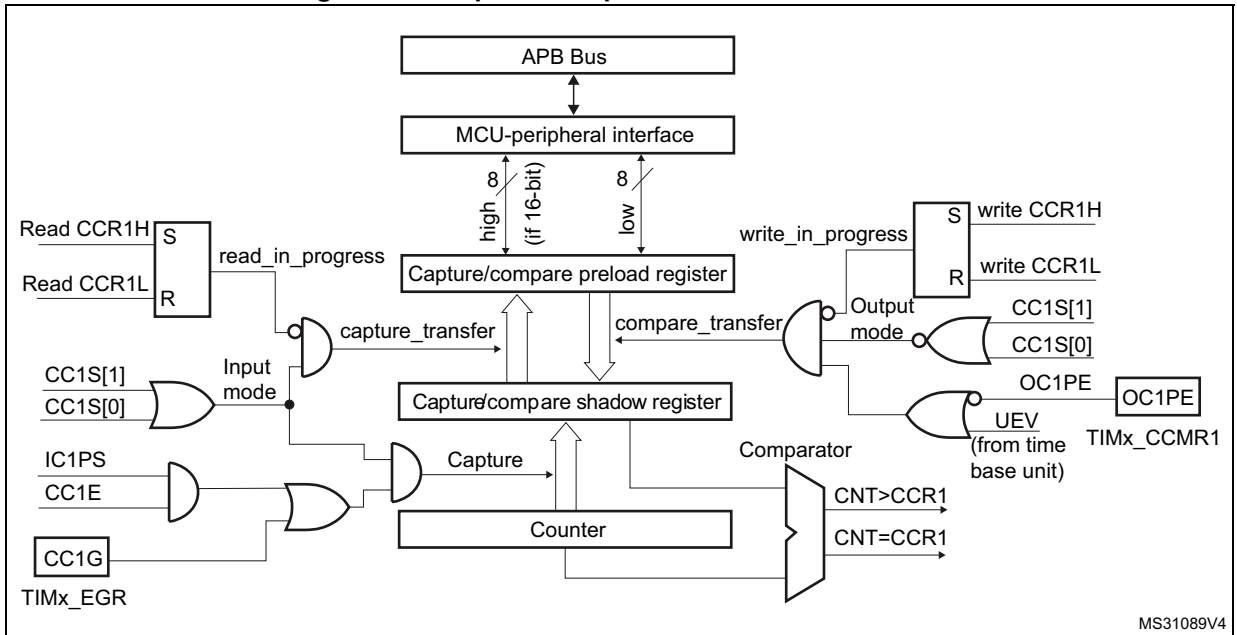 APB Bus
MCU-peripheral interface
8
high
(if 16-bit)
8
low
Read CCR1H
S
read_in_progress
Read CCR1L
R
write_in_progress
S
write CCR1H
R
write CCR1L
Capture/compare preload register
capture_transfer
compare_transfer
Output
mode
CC1S[1]
CC1S[0]
CC1S[1]
CC1S[0]
Input
mode
Capture/compare shadow register
OC1PE
OC1PE
UEV
(from time
base unit)
TIMx_CCMR1
IC1PS
CC1E
Capture
Comparator
CNT>CCR1
Counter
CNT=CCR1
CC1G
TIMx_EGR
MS31089V4